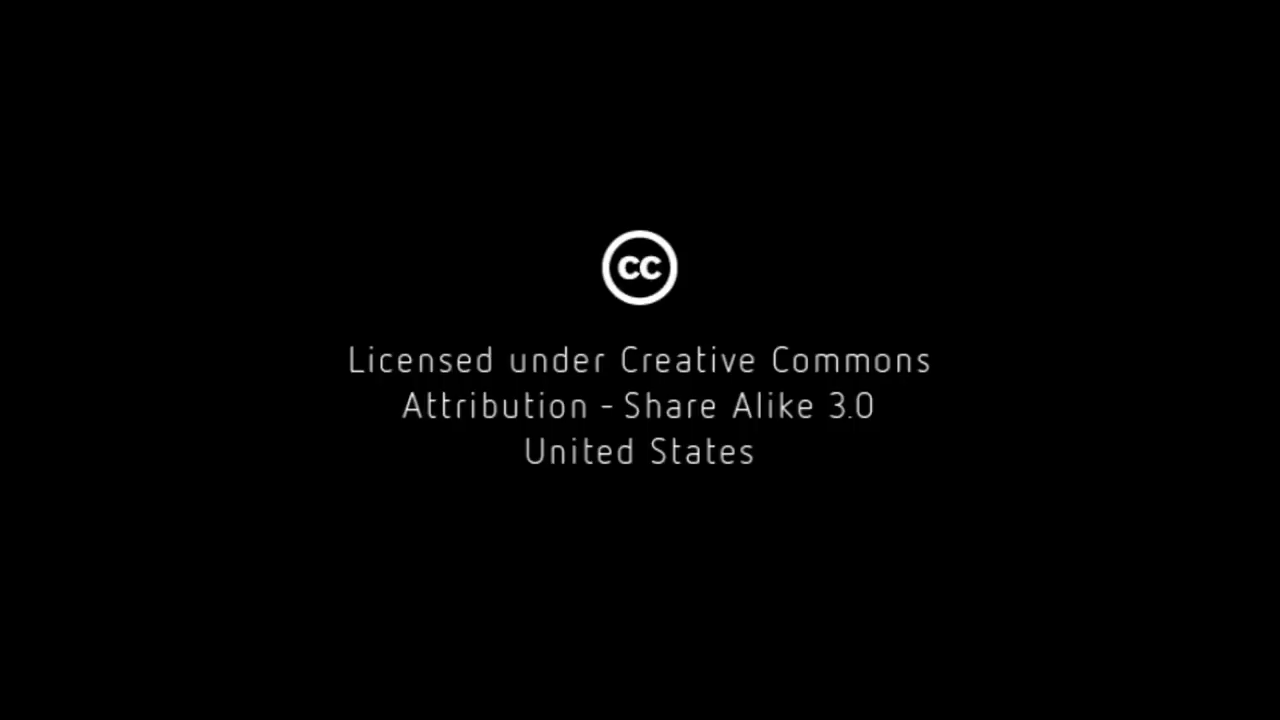 cc
Licensed under Creative Commons
Attribution - Share Alike 3.0
United States